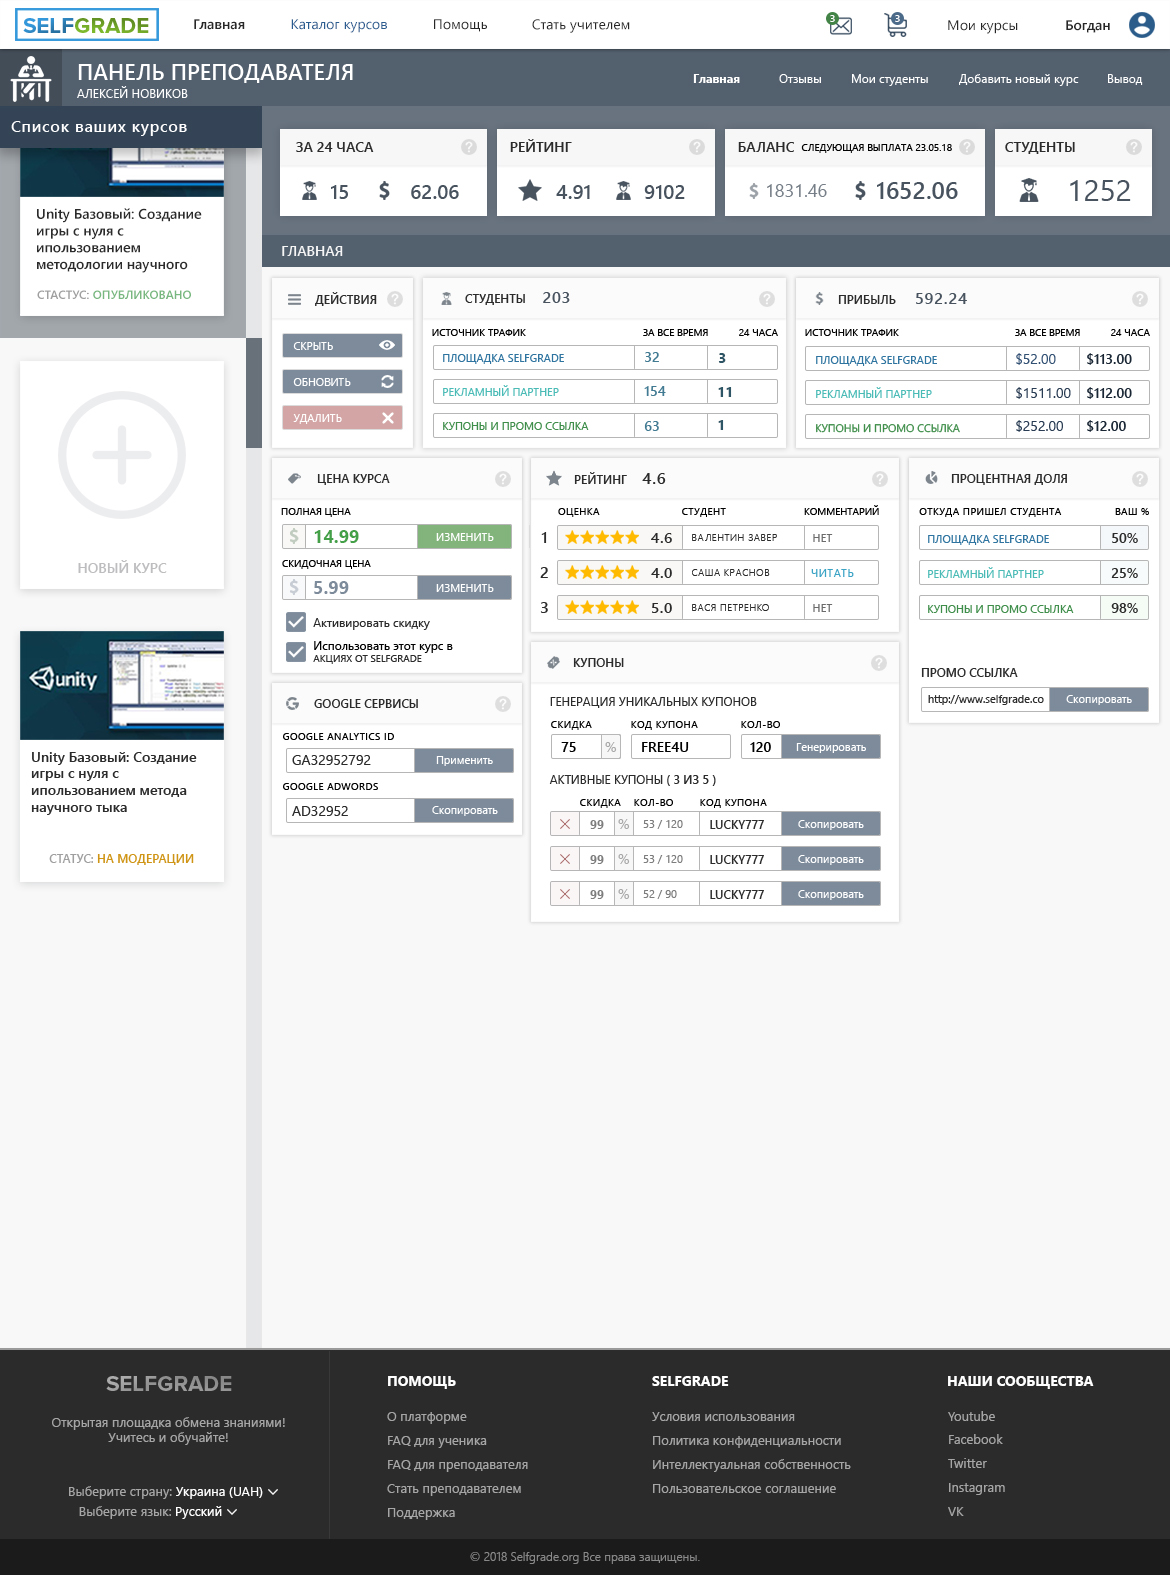 SELFGRADE
Главная
Каталог курсов
Помощь
Стать учителем
3
3
Мои курсы
Богдан
ПАНЕЛЬ ПРЕПОДАВАТЕЛЯ
АЛЕКСЕЙ НОВИКОВ
Главная
Отзывы
Мои студенты
Добавить новый курс
Вывод
Список ваших курсов
Unity Базовый: Создание
игры с нуля с
ипользованием
методологии научного
СТАСТУС: ОПУБЛИКОВАНО
НОВЫЙ КУРС
unity
Unity Базовый: Создание
игры с нуля с
ипользованием метода
научного тыка
СТАТУС: НА МОДЕРАЦИИ
ЗА 24 ЧАСА ?
15 $ 62.06
РЕЙТИНГ ?
4.91 9102
БАЛАНС СЛЕДУЮЩАЯ ВЫПЛАТА 23.05.18 ?
$ 1831.46 $ 1652.06
СТУДЕНТЫ ?
1252
ГЛАВНАЯ
ДЕЙСТВИЯ ?
СКРЫТЬ
ОБНОВИТЬ
УДАЛИТЬ
СТУДЕНТЫ 203 ?
ИСТОЧНИК ТРАФИК ЗА ВСЕ ВРЕМЯ 24 ЧАСА
ПЛОЩАДКА SELFGRADE 32 3
РЕКЛАМНЫЙ ПАРТНЕР 154 11
КУПОНЫ И ПРОМО ССЫЛКА 63 1
$ ПРИБЫЛЬ 592.24 ?
ИСТОЧНИК ТРАФИК ЗА ВСЕ ВРЕМЯ 24 ЧАСА
ПЛОЩАДКА SELFGRADE $52.00 $113.00
РЕКЛАМНЫЙ ПАРТНЕР $1511.00 $112.00
КУПОНЫ И ПРОМО ССЫЛКА $252.00 $12.00
ЦЕНА КУРСА ?
ПОЛНАЯ ЦЕНА
$ 14.99 ИЗМЕНИТЬ
СКИДОЧНАЯ ЦЕНА
$ 5.99 ИЗМЕНИТЬ
Активировать скидку
Использовать этот курс в
АКЦИЯХ ОТ SELFGRADE
GOOGLE СЕРВИСЫ ?
GOOGLE ANALYTICS ID
GA32952792 Применить
GOOGLE ADWORDS
AD32952 Скопировать
РЕЙТИНГ 4.6 ?
ОЦЕНКА СТУДЕНТ КОММЕНТАРИЙ
1 4.6 ВАЛЕНТИН ЗАВЕР НЕТ
2 4.0 САША КРАСНОВ ЧИТАТЬ
3 5.0 ВАСЯ ПЕТРЕНКО НЕТ
КУПОНЫ ?
ГЕНЕРАЦИЯ УНИКАЛЬНЫХ КУПОНОВ
СКИДКА КОД КУПОНА КОЛ-ВО
75 % FREE4U 120 Генерировать
АКТИВНЫЕ КУПОНЫ ( 3 ИЗ 5 )
СКИДКА КОЛ-ВО КОД КУПОНА
99 % 53 / 120 LUCKY777 Скопировать
99 % 53 / 120 LUCKY777 Скопировать
99 % 52 / 90 LUCKY777 Скопировать
ПРОЦЕНТНАЯ ДОЛЯ ?
ОТКУДА ПРИШЕЛ СТУДЕНТА ВАШ %
ПЛОЩАДКА SELFGRADE 50%
РЕКЛАМНЫЙ ПАРТНЕР 25%
КУПОНЫ И ПРОМО ССЫЛКА 98%
ПРОМО ССЫЛКА
http://www.selfgrade.co Скопировать
SELFGRADE
Открытая площадка обмена знаниями!
Учитесь и обучайте!
Выберите страну: Украина (UAH)
Выберите язык: Русский
ПОМОЩЬ
О платформе
FAQ для ученика
FAQ для преподавателя
Стать преподавателем
Поддержка
SELFGRADE
Условия использования
Политика конфиденциальности
Интеллектуальная собственность
Пользовательское соглашение
НАШИ СООБЩЕСТВА
Youtube
Facebook
Twitter
Instagram
VK
© 2018 Selfgrade.org Все права защищены.